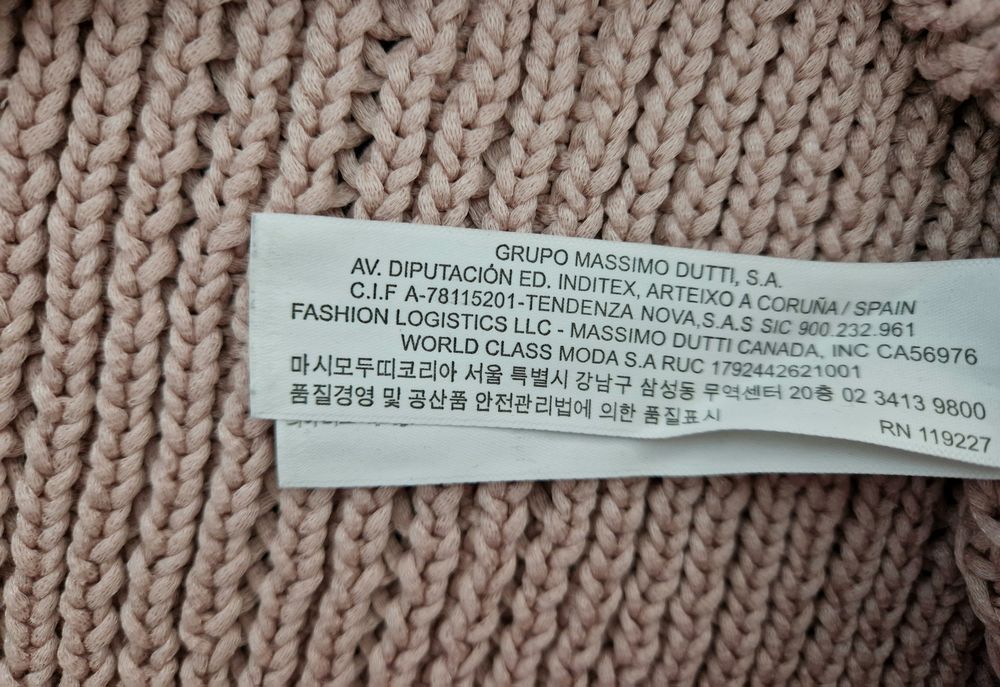 GRUPO MASSIMO DUTTI, S.A.
AV. DIPUTACIÓN ED. INDITEX, ARTEIXO A CORUÑA / SPAIN
C.I.F A-78115201-TENDENZA NOVA,S.A.S SIC 900.232.961
FASHION LOGISTICS LLC - MASSIMO DUTTI CANADA, INC CA56976
WORLD CLASS MODA S.A RUC 1792442621001
마시모두띠코리아 서울 특별시 강남구 삼성동 무역센터 20층 02 3413 9800
품질경영 및 공산품 안전관리법에 의한 품질표시
RN 119227